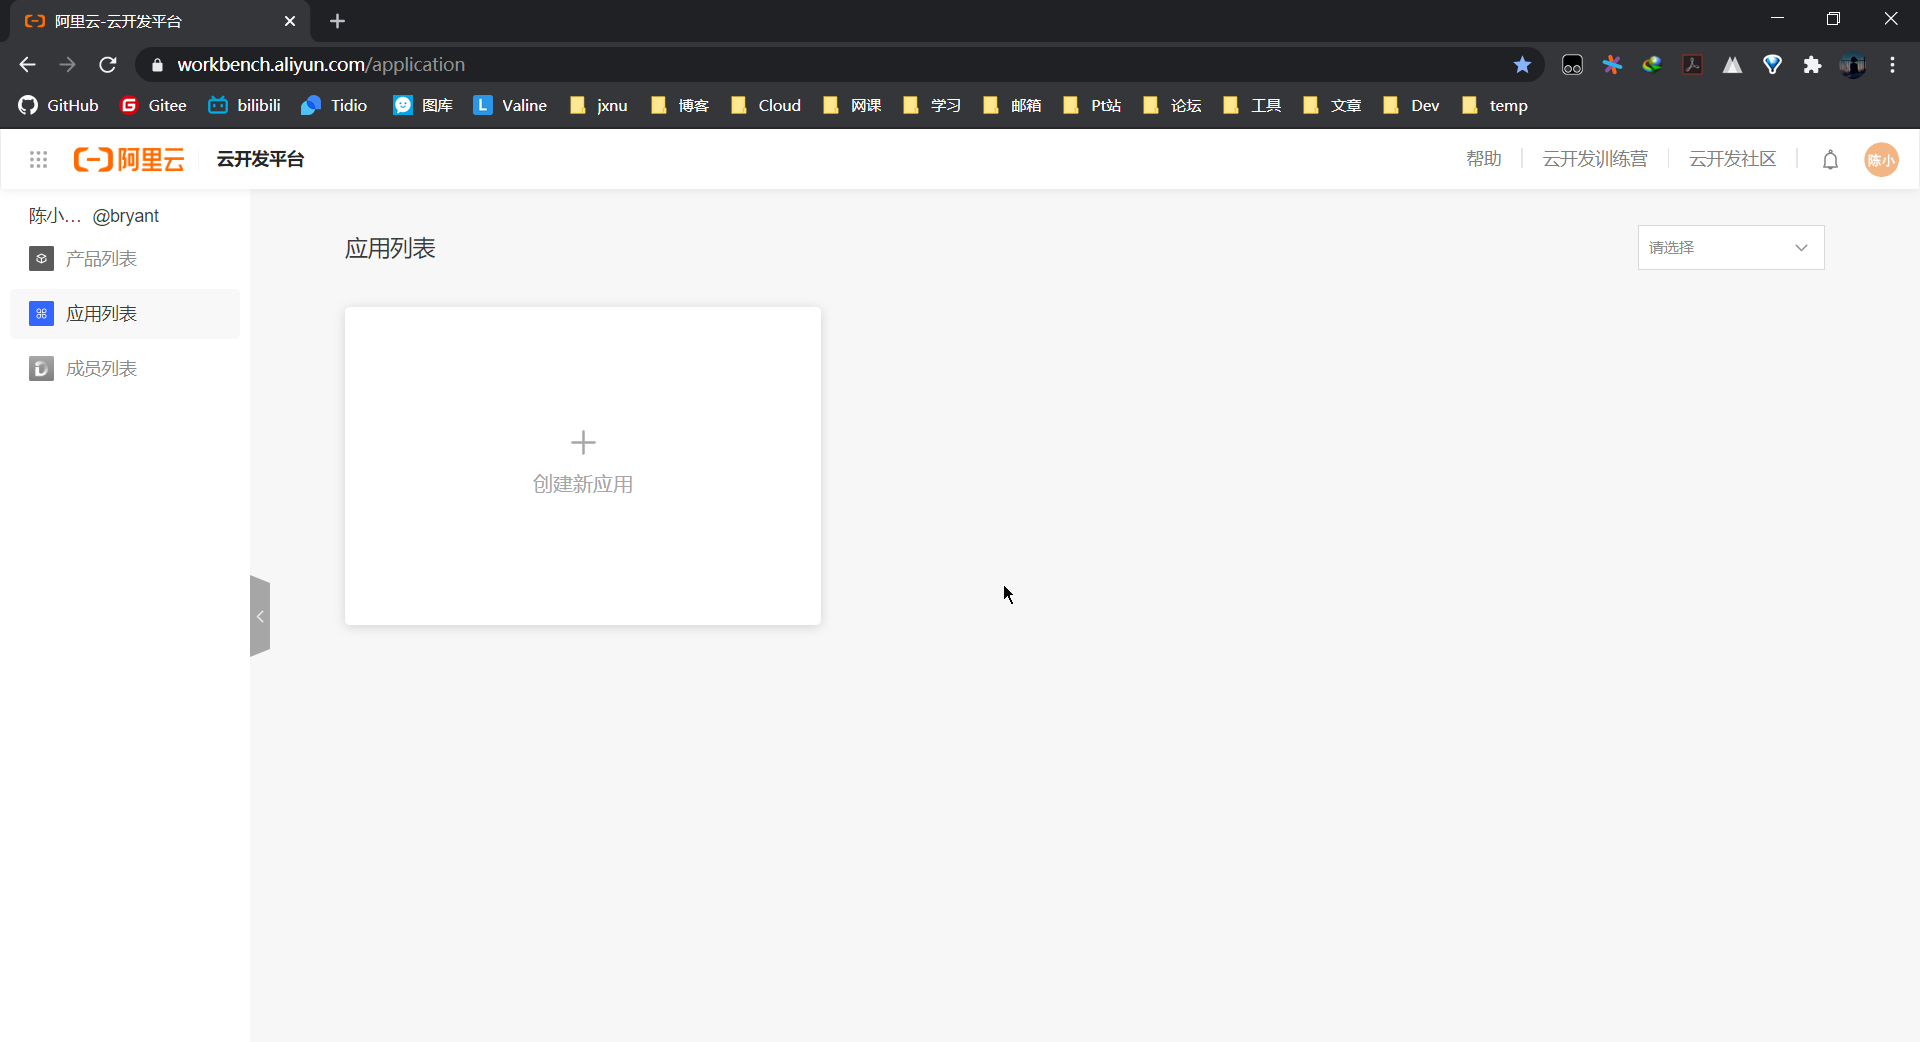 阿里云-云开发平台
workbench.aliyun.com/application
GitHub Gitee bilibili Tidio 图库 L Valine jxnu 博客 Cloud 网课 学习 邮箱 Pt站 论坛 工具 文章 Dev temp
阿里云 云开发平台 帮助 云开发训练营 云开发社区 陈小
陈小... @bryant
产品列表
应用列表
成员列表
应用列表
请选择
创建新应用